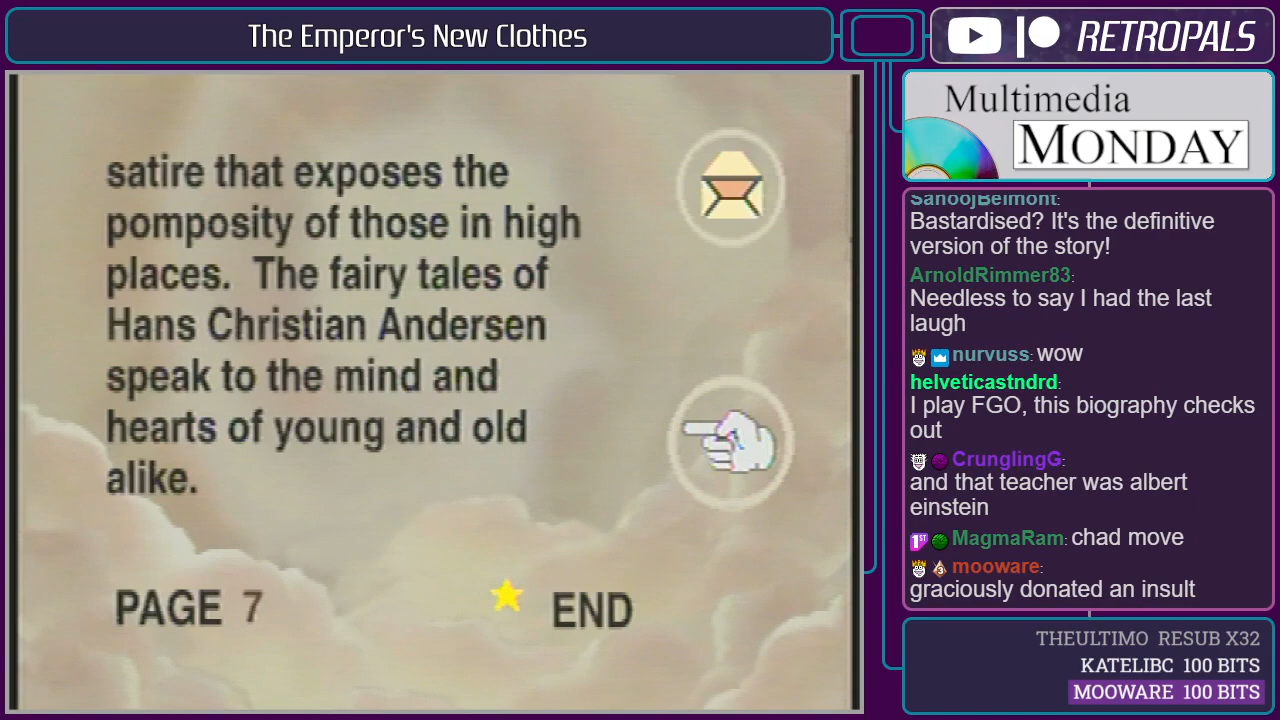 The Emperor's New Clothes
RETROPALS
satire that exposes the
pomposity of those in high
places.  The fairy tales of
Hans Christian Andersen
speak to the mind and
hearts of young and old
alike.
PAGE 7
END
Multimedia
MONDAY
SanoojBelmont:
Bastardised? It's the definitive
version of the story!
ArnoldRimmer83:
Needless to say I had the last
laugh
nurvuss: WOW
helveticastndrd:
I play FGO, this biography checks
out
CrunglingG:
and that teacher was albert
einstein
1ST MagmaRam: chad move
mooware:
graciously donated an insult
THEULTIMO RESUB X32
KATELIBC 100 BITS
MOOWARE 100 BITS